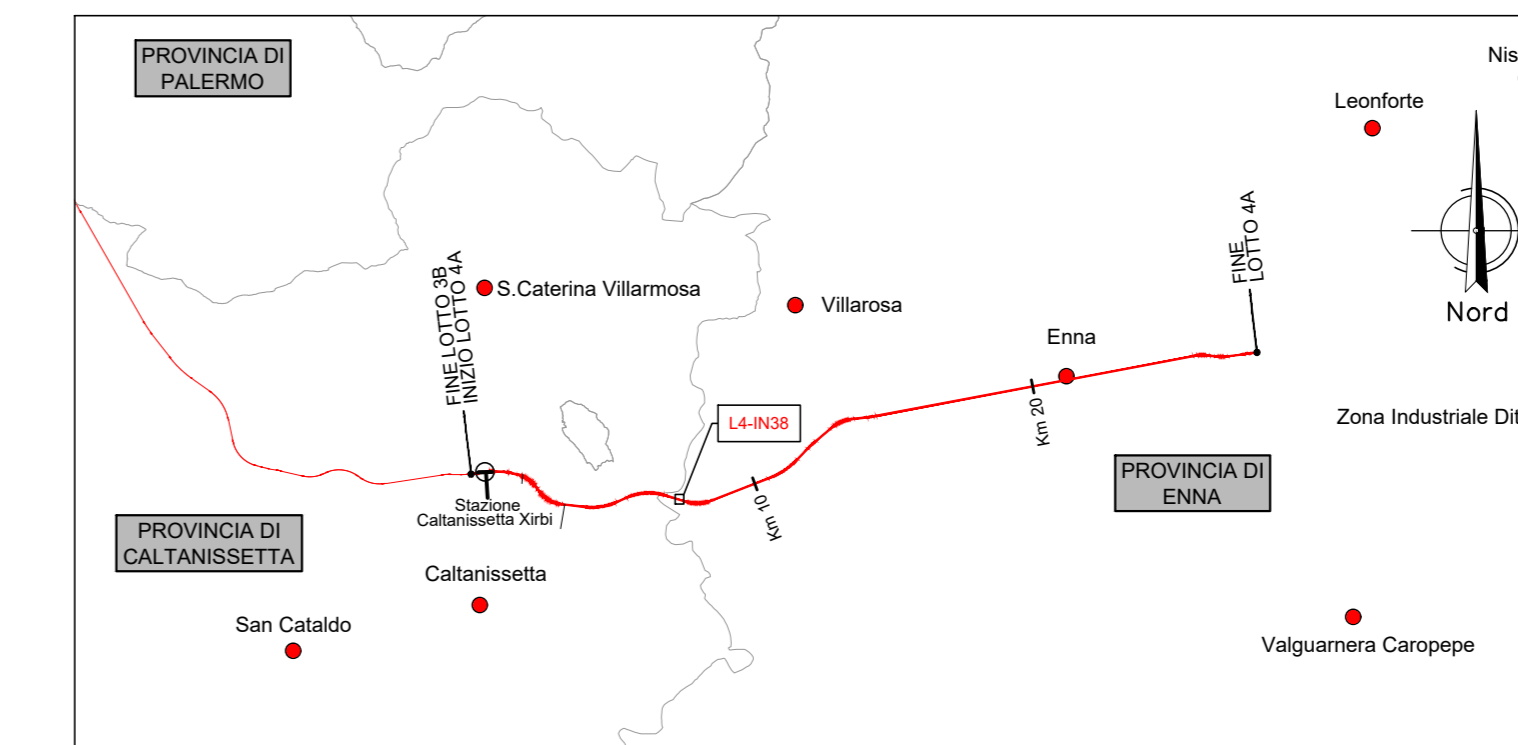 PROVINCIA DI
PALERMO
Nis
Leonforte
Nord
FINE
LOTTO 4A
FINE LOTTO 3B
INIZIO LOTTO 4A
S.Caterina Villarmosa
Villarosa
Enna
L4-IN38
Km 20
Km 10
Zona Industriale Dit
PROVINCIA DI
ENNA
Stazione
Caltanissetta Xirbi
PROVINCIA DI
CALTANISSETTA
Caltanissetta
San Cataldo
Valguarnera Caropepe